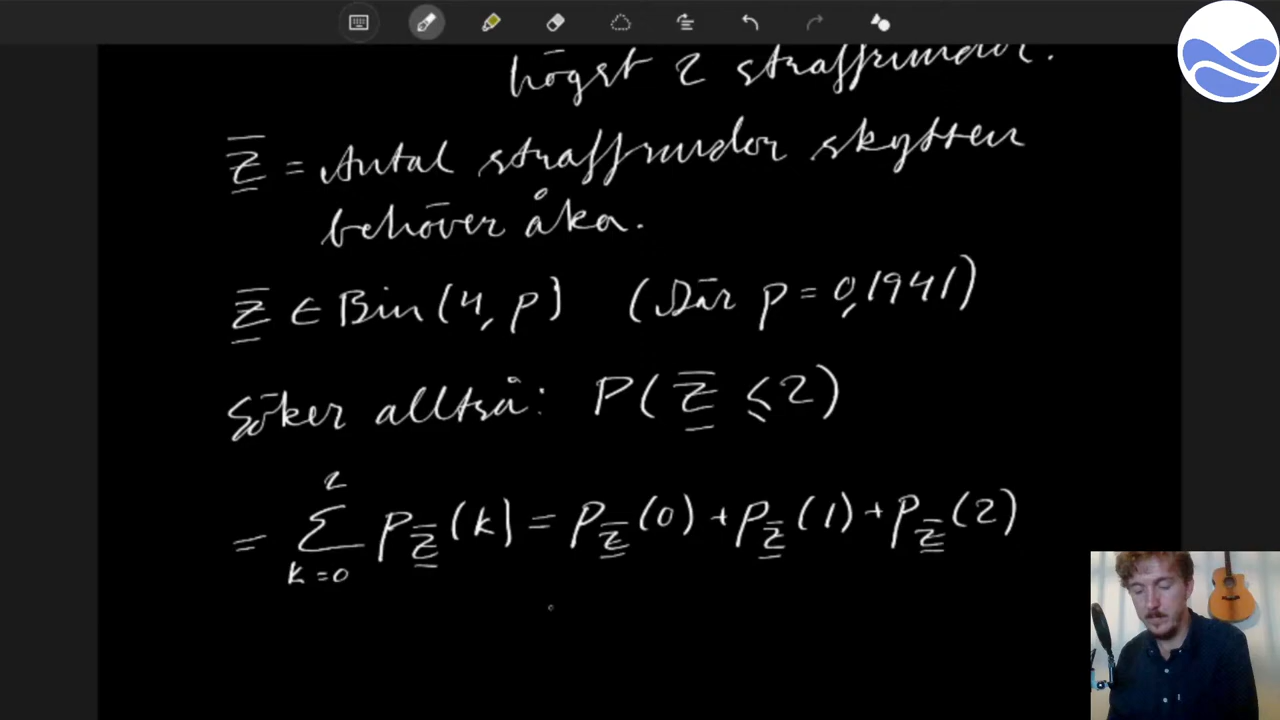 högst 2 straffrundor.
Z = Antal straffrundor skytten
behöver åka.
Z ∈ Bin(4, p) (Där p = 0,1941)
Söker alltså: P(Z ≤ 2)
= ∑_{k=0}^{2} p_Z(k) = p_Z(0) + p_Z(1) + p_Z(2)